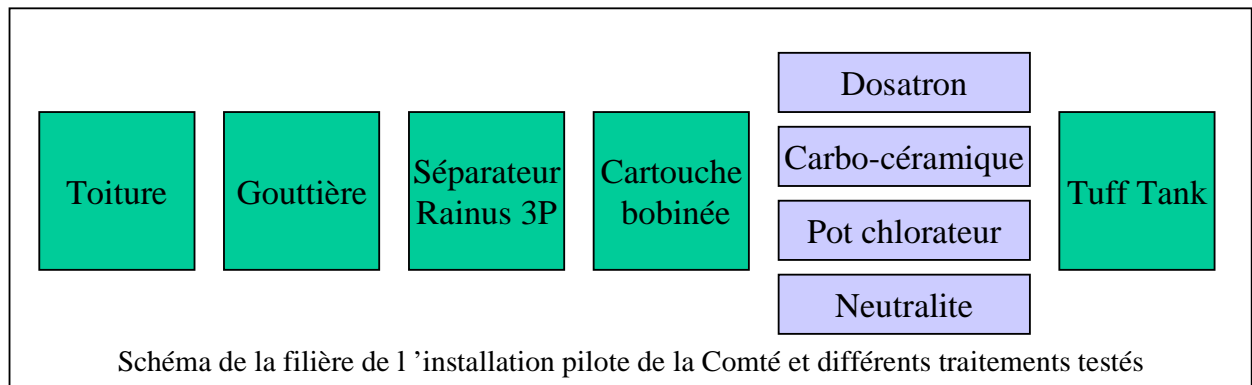 Toiture
Gouttière
Séparateur
Rainus 3P
Cartouche
bobinée
Dosatron
Carbo-céramique
Pot chlorateur
Neutralite
Tuff Tank
Schéma de la filière de l ’installation pilote de la Comté et différents traitements testés